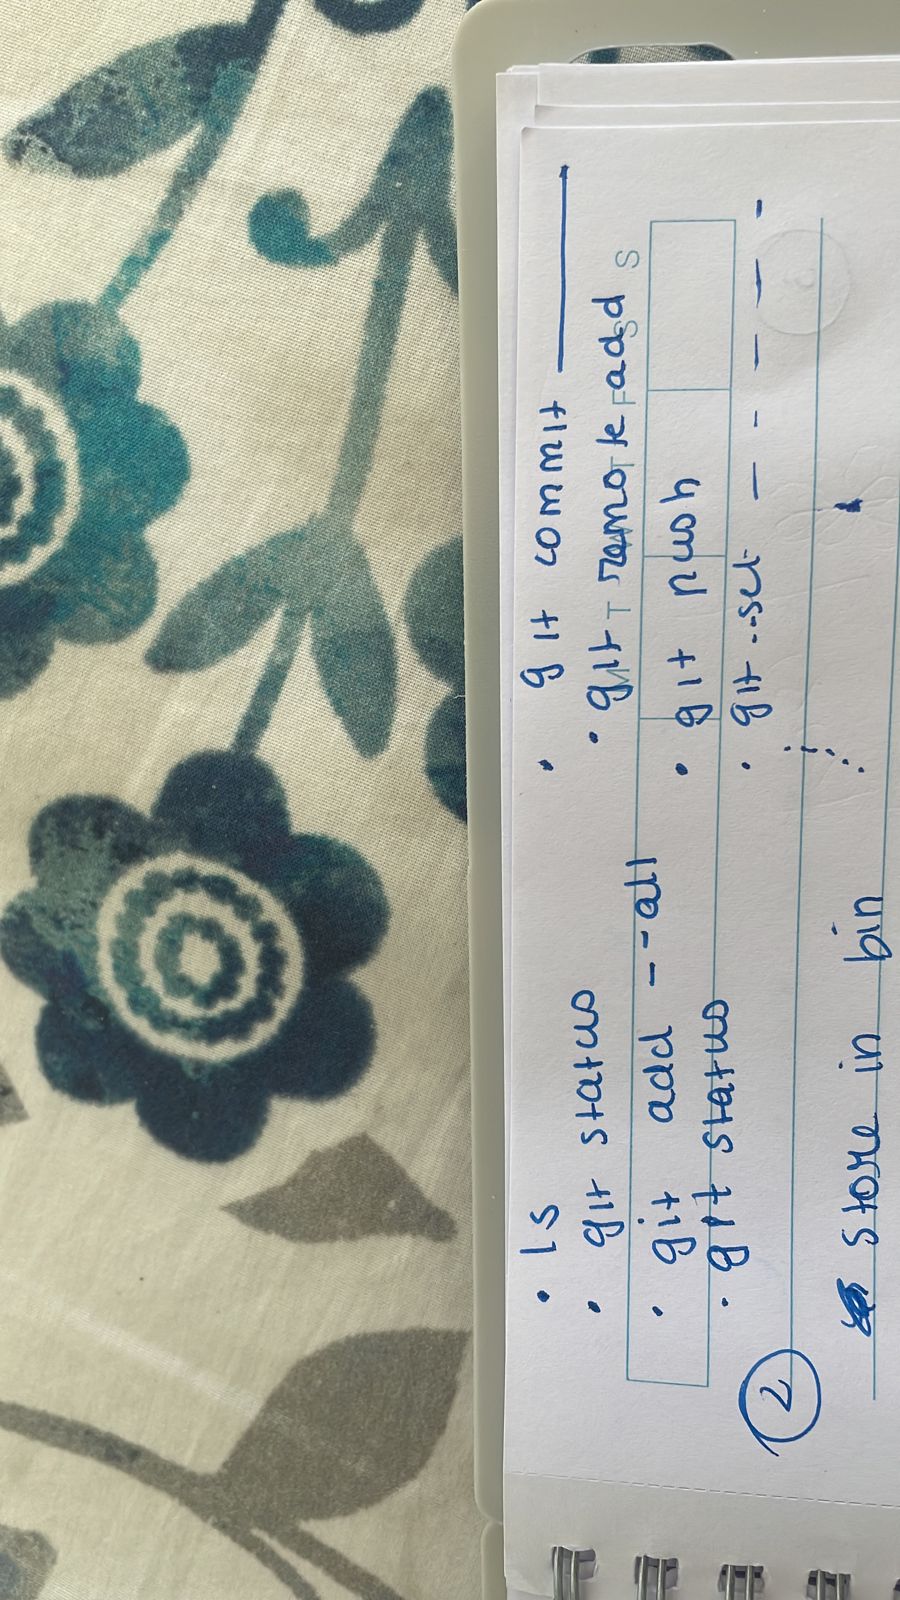 • ls
• git status
• git add --all
• git status
• git commit ______
• git remote add
• git push
• git --set - - - - -
②
store in bin
M T W T F S S